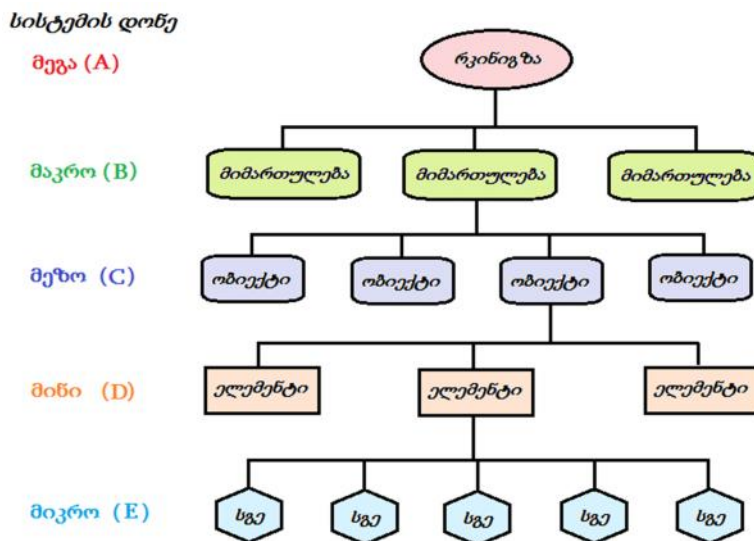 სისტემის დონე
მეგა (A)
რკინიგზა
მაკრო (B)
მიმართულება მიმართულება მიმართულება
მეზო (C)
ობიექტი ობიექტი ობიექტი ობიექტი
მინი (D)
ელემენტი ელემენტი ელემენტი
მიკრო (E)
სგე სგე სგე სგე სგე